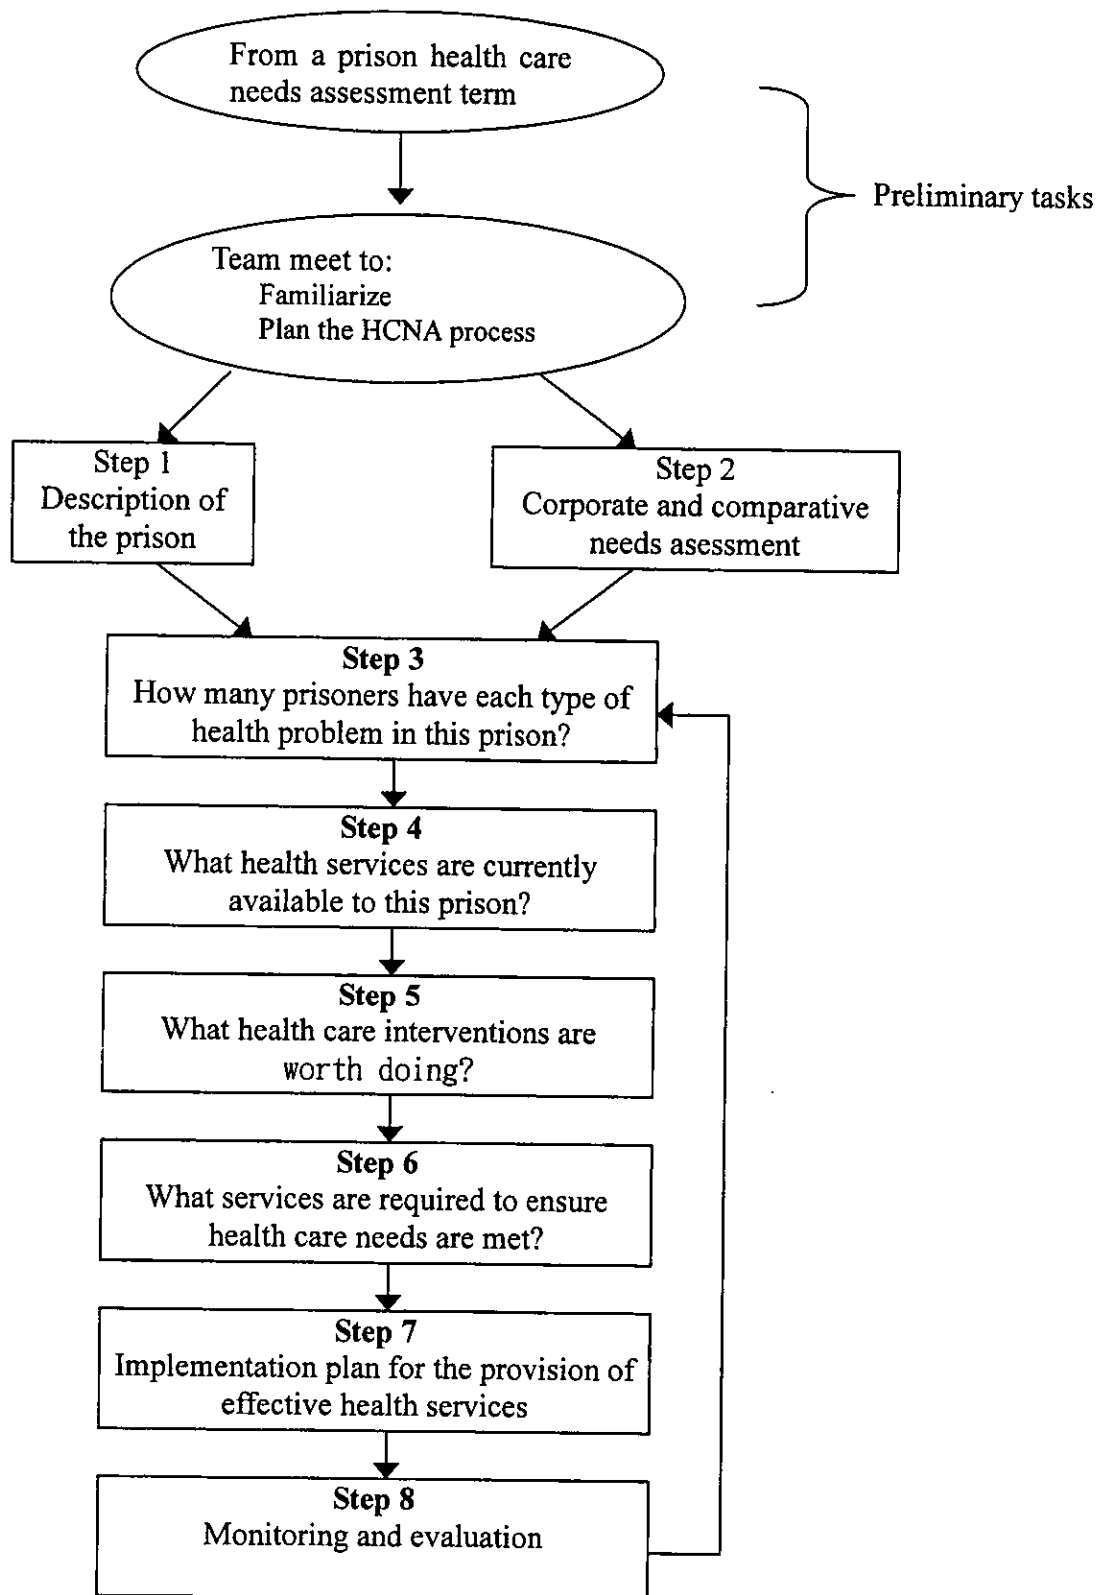 From a prison health care
needs assessment term
Preliminary tasks
Team meet to:
Familiarize
Plan the HCNA process
Step 1
Description of
the prison
Step 2
Corporate and comparative
needs asessment
Step 3
How many prisoners have each type of
health problem in this prison?
Step 4
What health services are currently
available to this prison?
Step 5
What health care interventions are
worth doing?
Step 6
What services are required to ensure
health care needs are met?
Step 7
Implementation plan for the provision of
effective health services
Step 8
Monitoring and evaluation